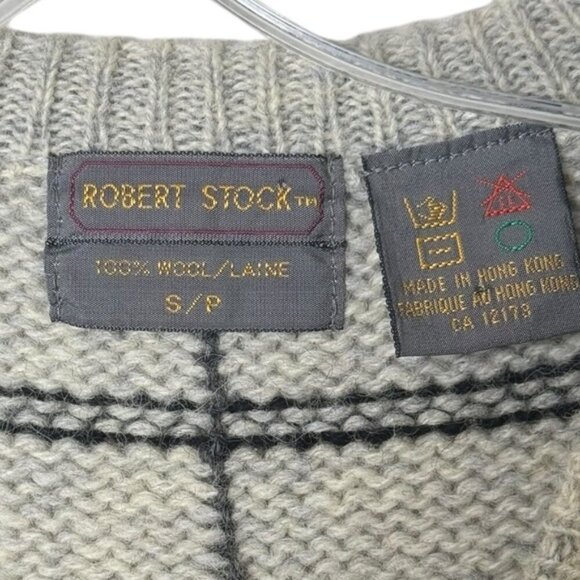 ROBERT STOCK™
100% WOOL/LAINE
S/P
MADE IN HONG KONG
FABRIQUE AU HONG KONG
CA 12173